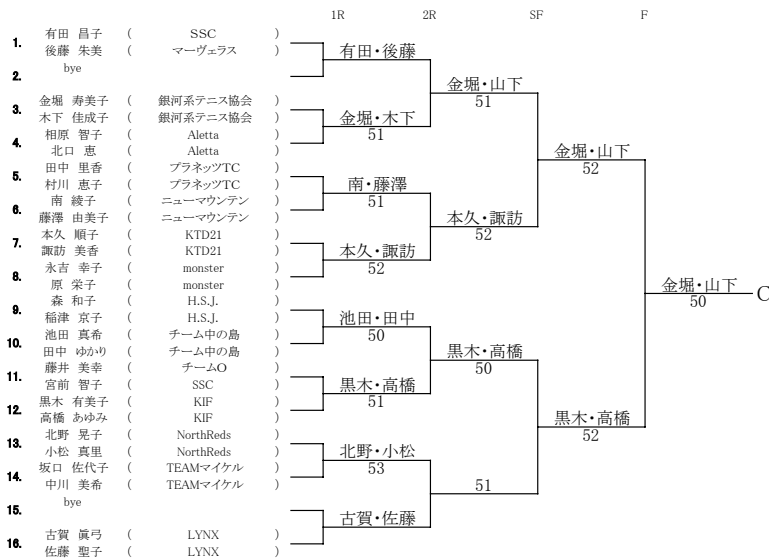 1R 2R SF F
有田 昌子 ( SSC )
1.
後藤 朱美 ( マーヴェラス )
有田・後藤
bye
2.
金堀・山下
51
金堀 寿美子 ( 銀河系テニス協会 )
3.
木下 佳成子 ( 銀河系テニス協会 )
金堀・木下
51
相原 智子 ( Aletta )
4.
北口 恵 ( Aletta )
金堀・山下
52
田中 里香 ( プラネッツTC )
5.
村川 恵子 ( プラネッツTC )
南・藤澤
51
南 綾子 ( ニューマウンテン )
6.
藤澤 由美子 ( ニューマウンテン )
本久・諏訪
52
本久 順子 ( KTD21 )
7.
諏訪 美香 ( KTD21 )
本久・諏訪
52
永吉 幸子 ( monster )
8.
原 栄子 ( monster )
金堀・山下
50
C
森 和子 ( H.S.J. )
9.
稲津 京子 ( H.S.J. )
池田・田中
50
池田 真希 ( チーム中の島 )
10.
田中 ゆかり ( チーム中の島 )
黒木・高橋
50
藤井 美幸 ( チームO )
11.
宮前 智子 ( SSC )
黒木・高橋
51
黒木 有美子 ( KIF )
12.
高橋 あゆみ ( KIF )
黒木・高橋
52
北野 晃子 ( NorthReds )
13.
小松 真里 ( NorthReds )
北野・小松
53
坂口 佐代子 ( TEAMマイケル )
14.
中川 美希 ( TEAMマイケル )
51
bye
15.
古賀・佐藤
古賀 眞弓 ( LYNX )
16.
佐藤 聖子 ( LYNX )